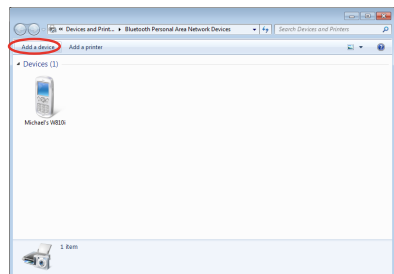 « Devices and Print... ▸ Bluetooth Personal Area Network Devices
Search Devices and Printers
Add a device Add a printer
Devices (1)
Michael's W810i
1 item